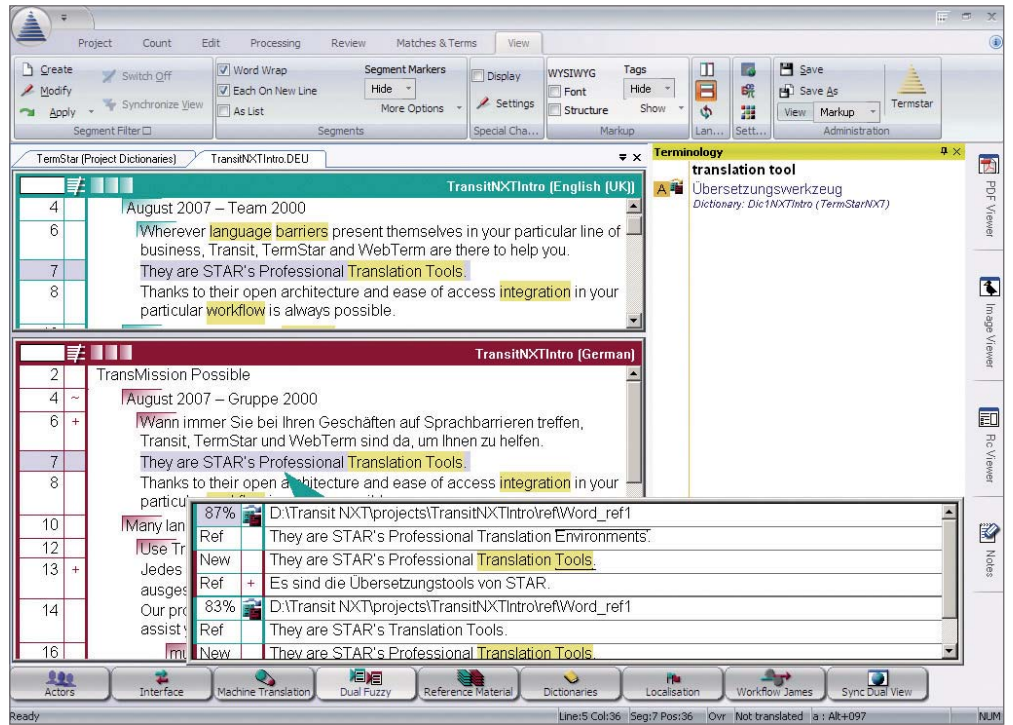 Project Count Edit Processing Review Matches & Terms View
Create
Modify
Apply
Switch Off
Synchronize View
Segment Filter
Word Wrap
Each On New Line
As List
Segment Markers
Hide
More Options
Segments
Display
Settings
Special Cha...
WYSIWYG
Font
Structure
Tags
Hide
Show
Markup
Lan...
Sett...
Save
Save As
View Markup
Termstar
Administration
TermStar (Project Dictionaries) TransitNXTIntro.DEU
TransitNXTIntro (English (UK))
4 August 2007 – Team 2000
6 Wherever language barriers present themselves in your particular line of
business, Transit, TermStar and WebTerm are there to help you.
7 They are STAR's Professional Translation Tools.
8 Thanks to their open architecture and ease of access integration in your
particular workflow is always possible.
Terminology
translation tool
A Übersetzungswerkzeug
Dictionary: Dic1NXTIntro (TermStarNXT)
PDF Viewer
Image Viewer
Rc Viewer
Notes
TransitNXTIntro (German)
2 TransMission Possible
4 ~ August 2007 – Gruppe 2000
6 + Wann immer Sie bei Ihren Geschäften auf Sprachbarrieren treffen,
Transit, TermStar und WebTerm sind da, um Ihnen zu helfen.
7 They are STAR's Professional Translation Tools.
8 Thanks to their open architecture and ease of access integration in your
particu
10 Many lan
12 Use Tr
13 + Jedes
ausges
14 Our pro
assist y
16 mu
87% D:\Transit NXT\projects\TransitNXTIntro\ref\Word_ref1
Ref They are STAR's Professional Translation Environments.
New They are STAR's Professional Translation Tools.
Ref + Es sind die Übersetzungstools von STAR.
83% D:\Transit NXT\projects\TransitNXTIntro\ref\Word_ref1
Ref They are STAR's Translation Tools.
New They are STAR's Professional Translation Tools.
Actors Interface Machine Translation Dual Fuzzy Reference Material Dictionaries Localisation Workflow James Sync Dual View
Ready Line:5 Col:36 Seg:7 Pos:36 Ovr Not translated a : Alt+097 NUM